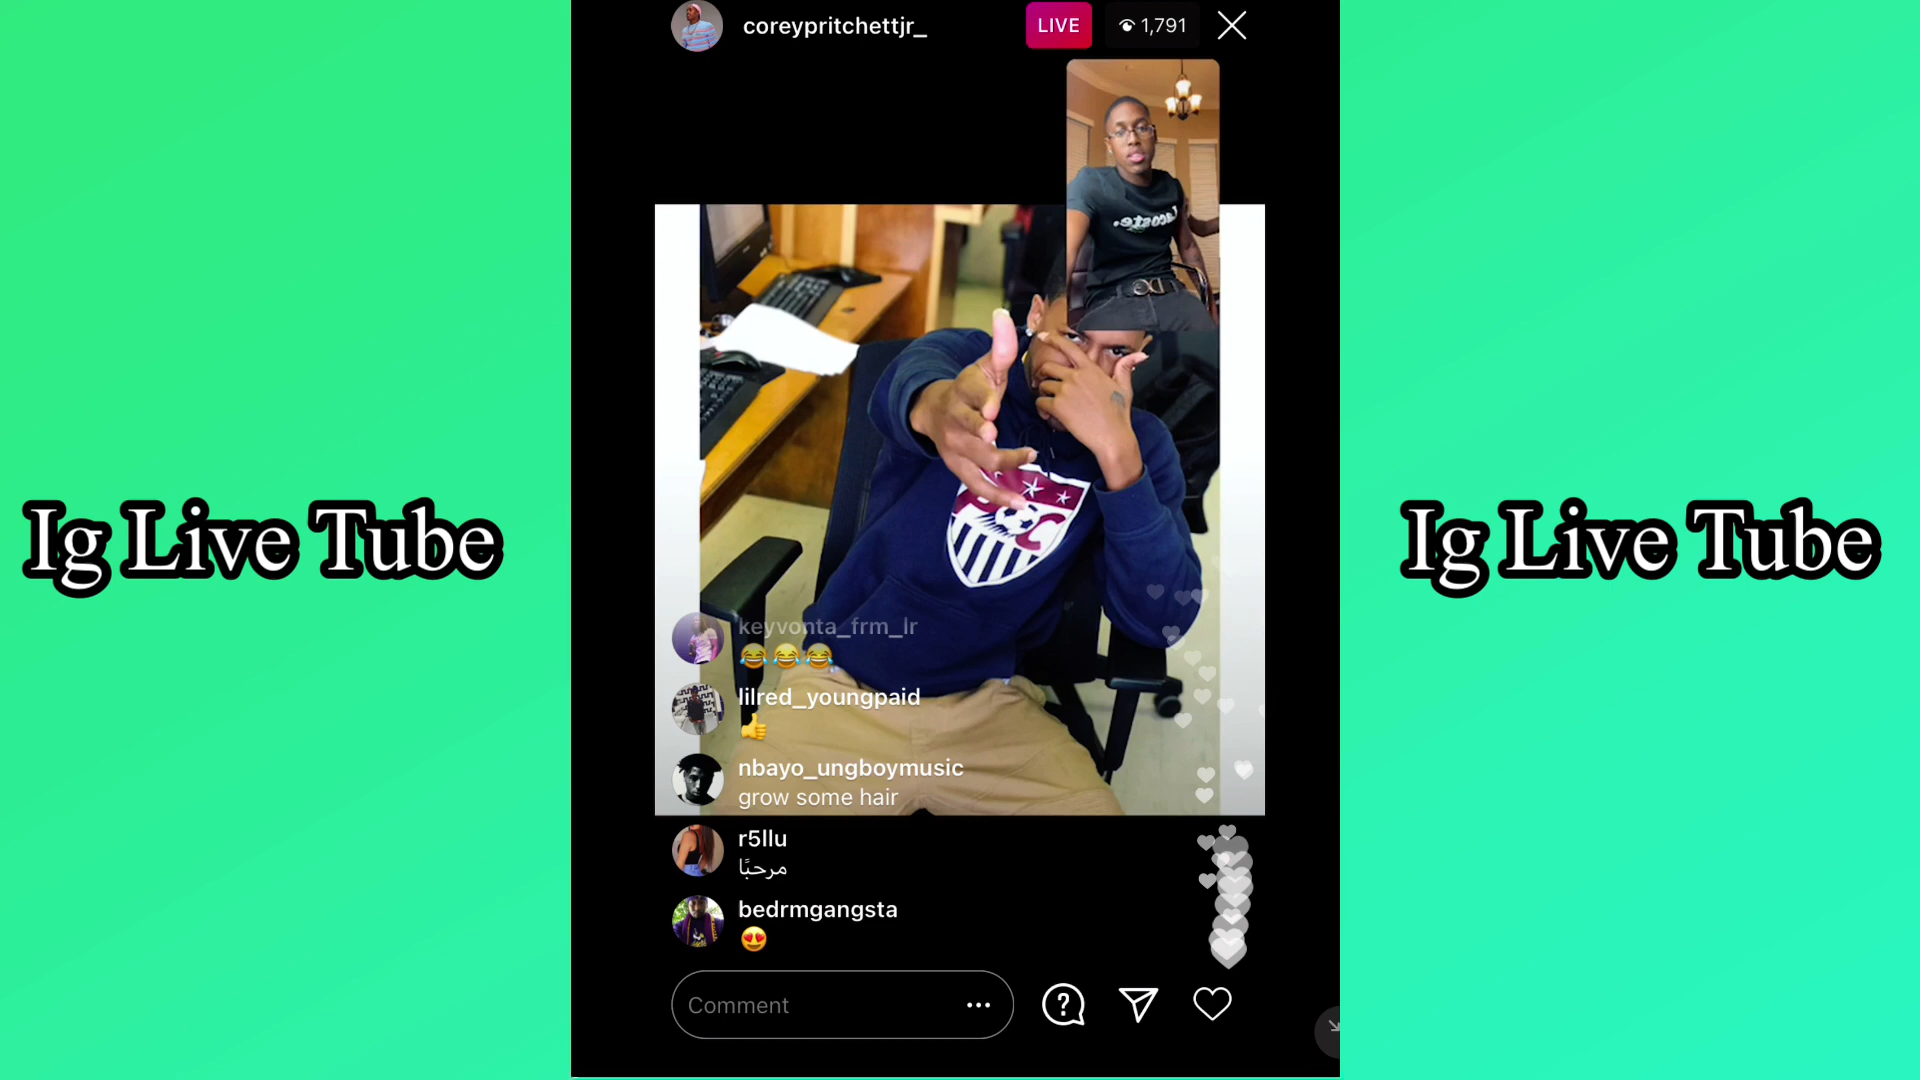 coreypritchettjr_
LIVE
1,791
Lacoste.
Ig Live Tube
Ig Live Tube
keyvonta_frm_lr
😂😂😂
lilred_youngpaid
👍
nbayo_ungboymusic
grow some hair
r5llu
مرحبًا
bedrmgangsta
😍
Comment